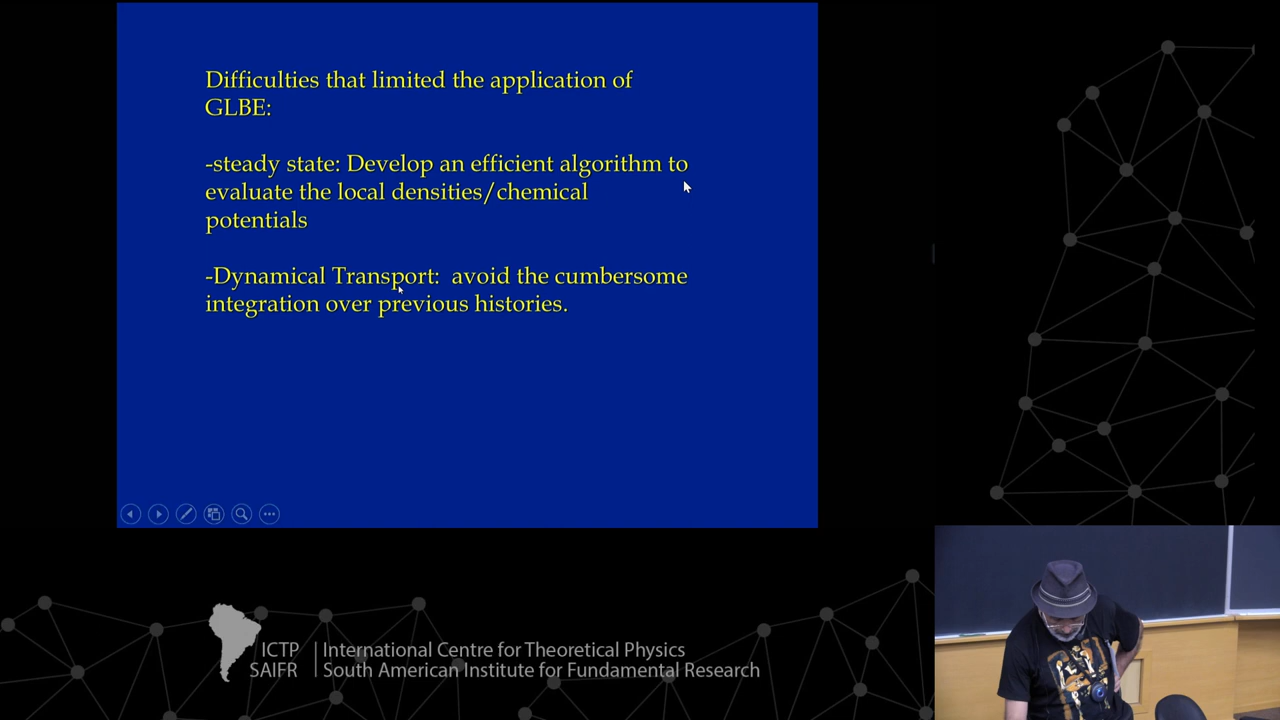 Difficulties that limited the application of
GLBE:
-steady state: Develop an efficient algorithm to
evaluate the local densities/chemical
potentials
-Dynamical Transport:  avoid the cumbersome
integration over previous histories.
ICTP
SAIFR
International Centre for Theoretical Physics
South American Institute for Fundamental Research